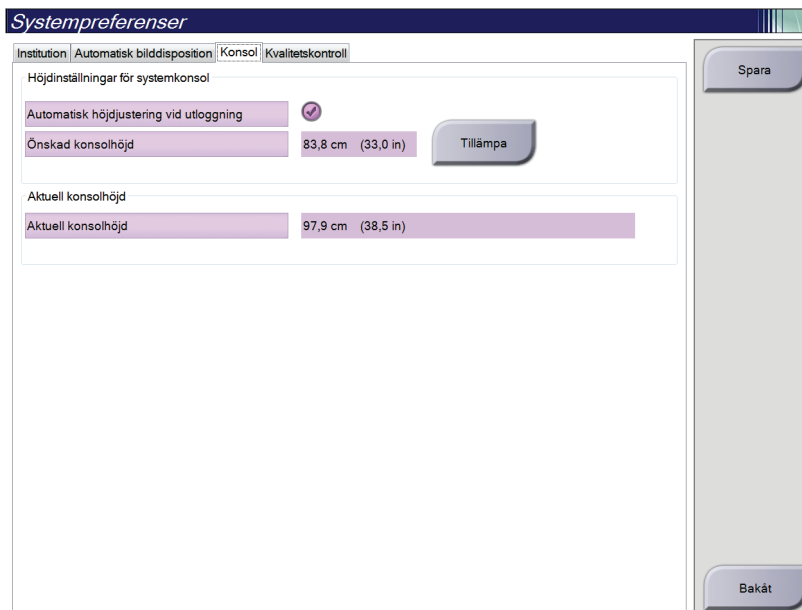 Systempreferenser
Institution Automatisk bilddisposition Konsol Kvalitetskontroll
Höjdinställningar för systemkonsol
Automatisk höjdjustering vid utloggning
Önskad konsolhöjd 83,8 cm (33,0 in) Tillämpa
Aktuell konsolhöjd
Aktuell konsolhöjd 97,9 cm (38,5 in)
Spara
Bakåt